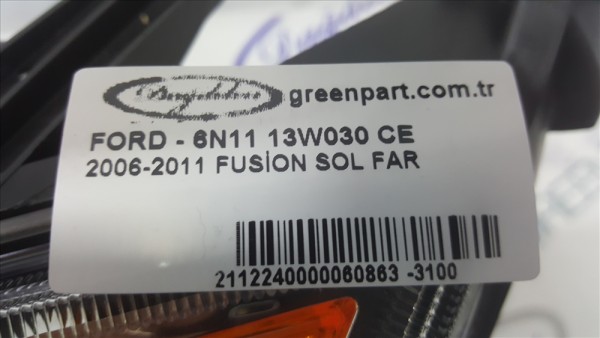 greenpart.com.tr
FORD - 6N11 13W030 CE
2006-2011 FUSİON SOL FAR
2112240000060863 -3100